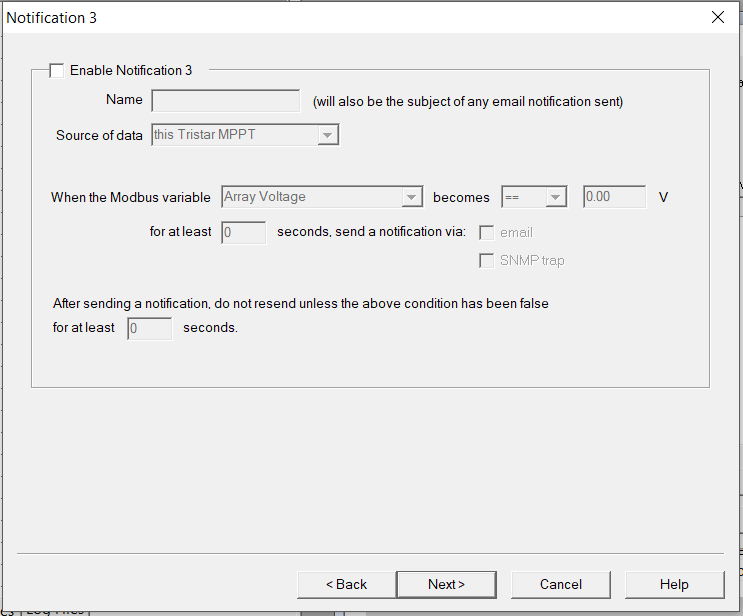 Notification 3
Enable Notification 3
Name (will also be the subject of any email notification sent)
Source of data this Tristar MPPT
When the Modbus variable Array Voltage becomes == 0.00 V
for at least 0 seconds, send a notification via: email
SNMP trap
After sending a notification, do not resend unless the above condition has been false
for at least 0 seconds.
< Back Next > Cancel Help